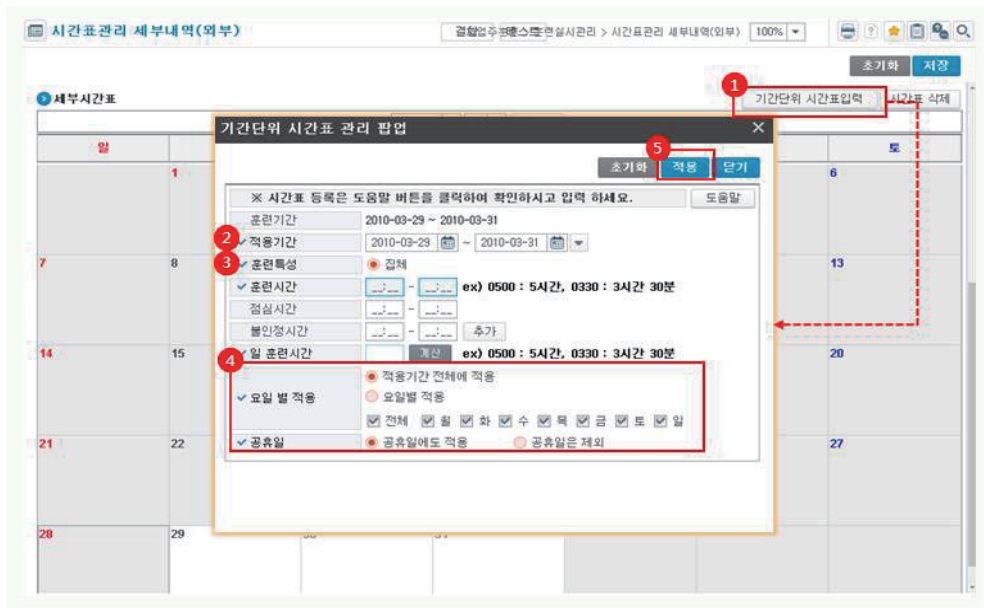 시간표관리 세부내역(외부)
실시관리 > 시간표관리 세부내역(외부) 100%
초기화 저장
1
세부시간표
기간단위 시간표입력 시간표 삭제
기간단위 시간표 관리 팝업
일 토
5
초기화 적용 닫기
1 6
※ 시간표 등록은 도움말 버튼을 클릭하여 확인하시고 입력 하세요. 도움말
훈련기간 2010-03-29 ~ 2010-03-31
2 적용기간 2010-03-29 ~ 2010-03-31
7 8 13
3 훈련특성 집체
훈련시간 __:__ - __:__ ex) 0500 : 5시간, 0330 : 3시간 30분
점심시간 __:__ - __:__
불인정시간 __:__ - __:__ 추가
14 15 20
일 훈련시간 계산 ex) 0500 : 5시간, 0330 : 3시간 30분
4
적용기간 전체에 적용
요일 별 적용 요일별 적용
전체 월 화 수 목 금 토 일
21 22 27
공휴일 공휴일에도 적용 공휴일은 제외
28 29